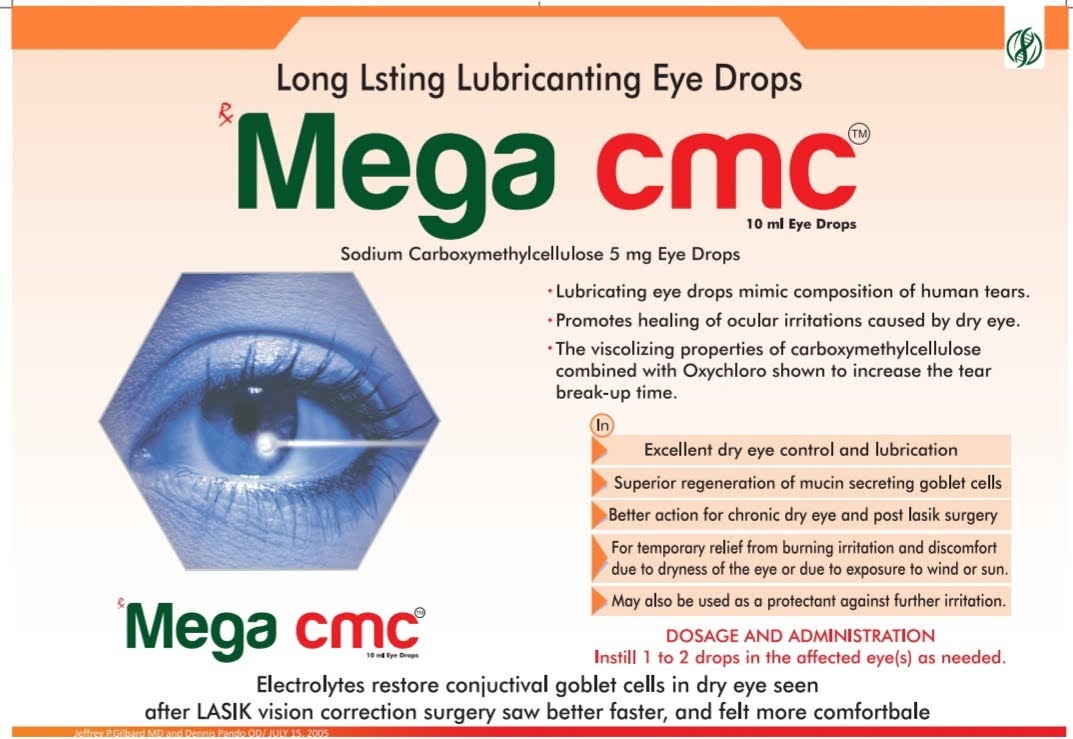 Long Lsting Lubricanting Eye Drops
Rx Mega cmc TM
10 ml Eye Drops
Sodium Carboxymethylcellulose 5 mg Eye Drops
• Lubricating eye drops mimic composition of human tears.
• Promotes healing of ocular irritations caused by dry eye.
• The viscolizing properties of carboxymethylcellulose
combined with Oxychloro shown to increase the tear
break-up time.
In
Excellent dry eye control and lubrication
Superior regeneration of mucin secreting goblet cells
Better action for chronic dry eye and post lasik surgery
For temporary relief from burning irritation and discomfort
due to dryness of the eye or due to exposure to wind or sun.
May also be used as a protectant against further irritation.
DOSAGE AND ADMINISTRATION
Instill 1 to 2 drops in the affected eye(s) as needed.
Rx Mega cmc TM
10 ml Eye Drops
Electrolytes restore conjuctival goblet cells in dry eye seen
after LASIK vision correction surgery saw better faster, and felt more comfortbale
Jeffrey P.Gilbard MD and Dennis Pando OD/ JULY 15, 2005